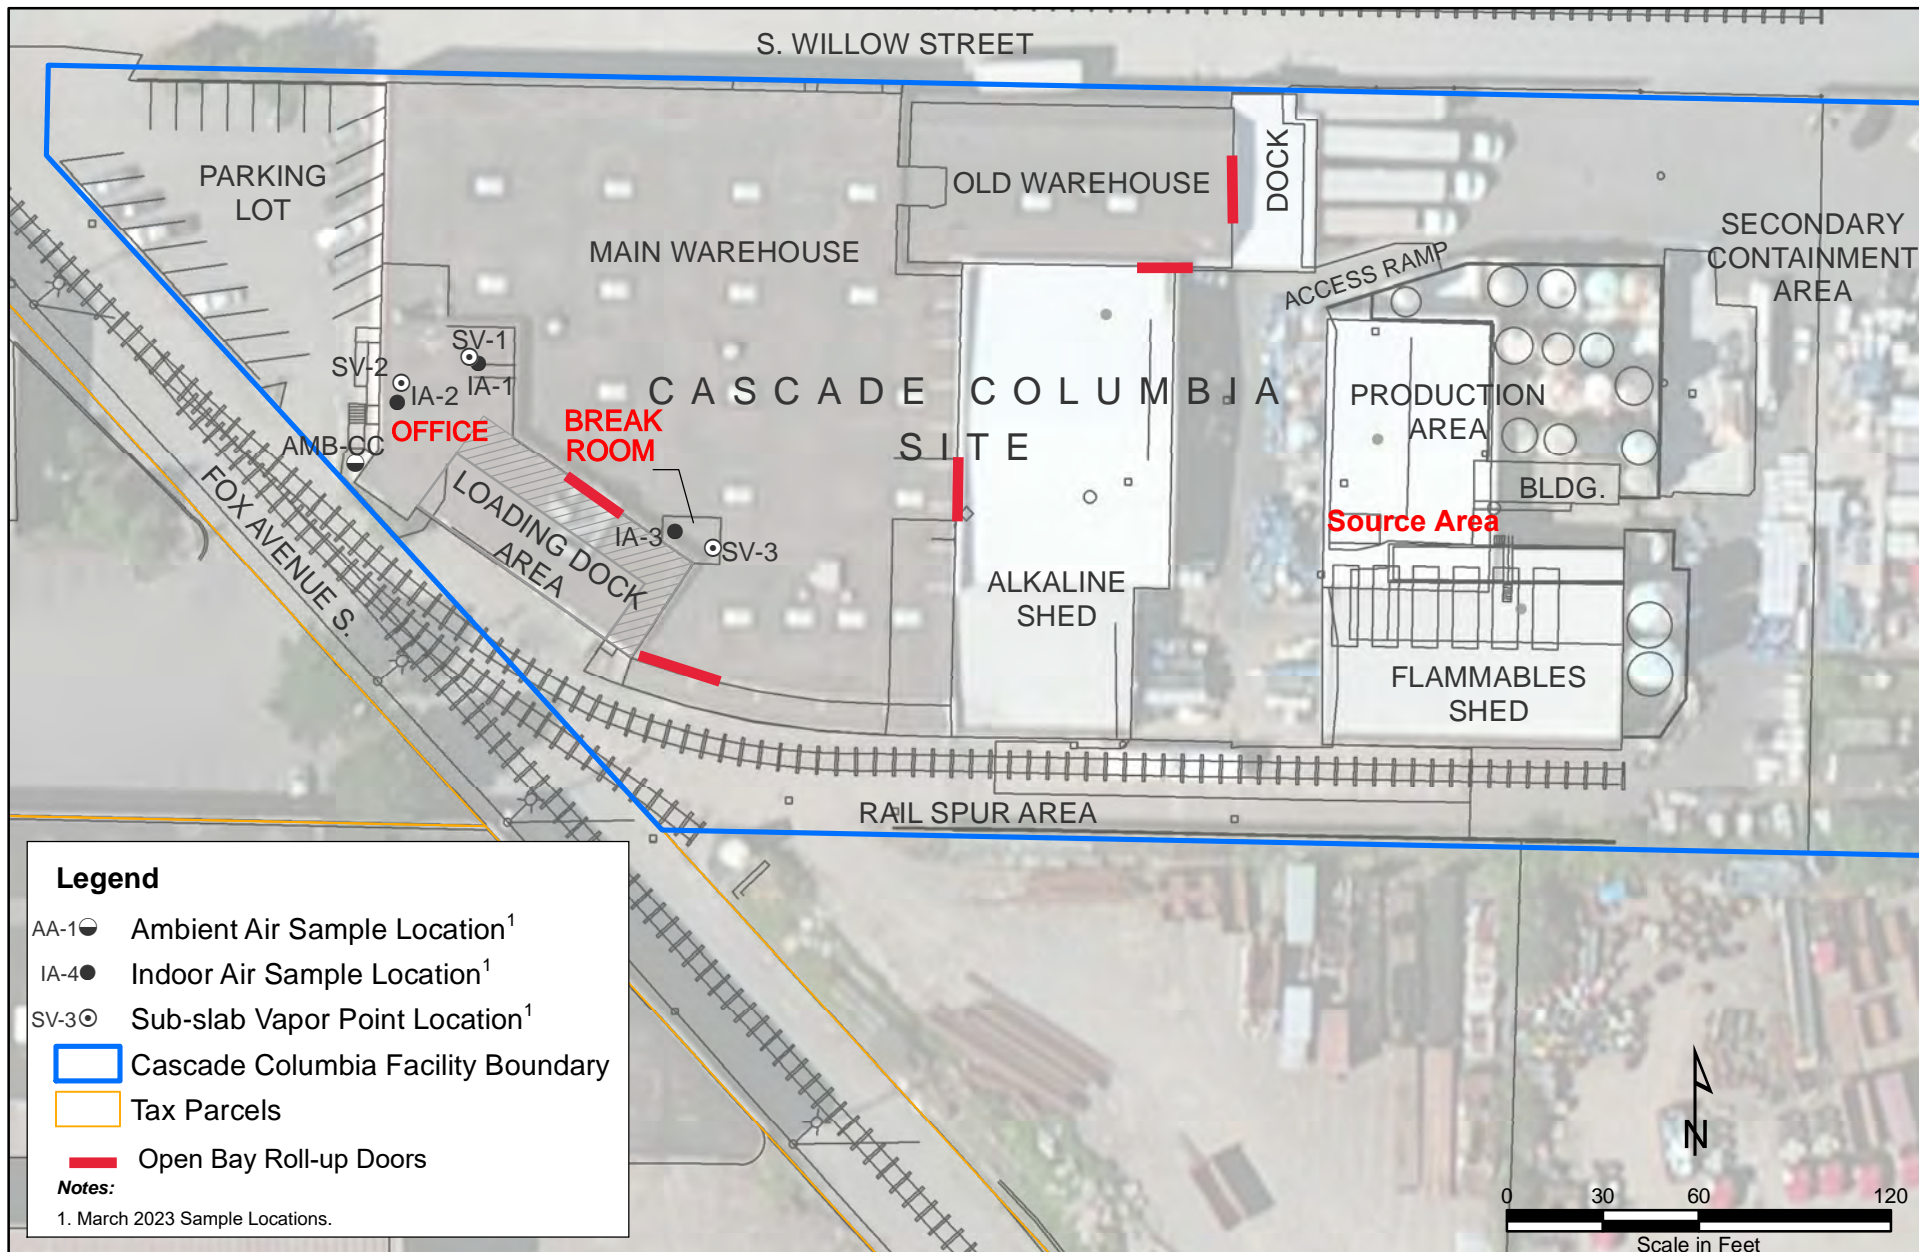 S. WILLOW STREET
PARKING
LOT
MAIN WAREHOUSE
OLD WAREHOUSE
DOCK
ACCESS RAMP
SECONDARY
CONTAINMENT
AREA
SV-1
IA-1
SV-2
IA-2
OFFICE
AMB-CC
BREAK
ROOM
CASCADE COLUMBIA
SITE
PRODUCTION
AREA
BLDG.
Source Area
LOADING DOCK
AREA
IA-3
SV-3
ALKALINE
SHED
FLAMMABLES
SHED
FOX AVENUE S.
RAIL SPUR AREA
Legend
AA-1 Ambient Air Sample Location1
IA-4 Indoor Air Sample Location1
SV-3 Sub-slab Vapor Point Location1
Cascade Columbia Facility Boundary
Tax Parcels
Open Bay Roll-up Doors
Notes:
1. March 2023 Sample Locations.
N
0 30 60 120
Scale in Feet